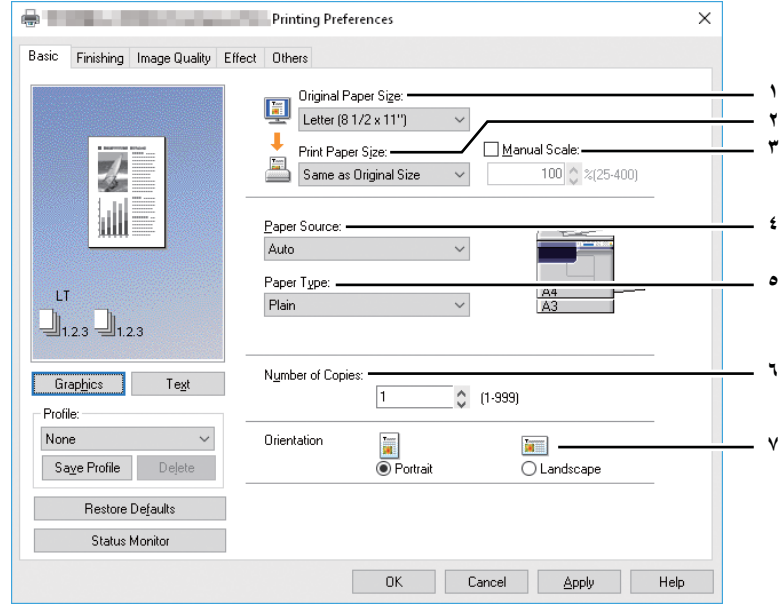 Printing Preferences
Basic Finishing Image Quality Effect Others
Original Paper Size: ١
Letter (8 1/2 x 11") ٢
Print Paper Size: Manual Scale: ٣
Same as Original Size 100 %(25-400)
Paper Source: ٤
Auto
Paper Type: ٥
Plain
A4
A3
LT
1.2.3 1.2.3
Graphics Text
Number of Copies: ٦
1 (1-999)
Profile:
None
Save Profile Delete
Orientation ٧
Portrait Landscape
Restore Defaults
Status Monitor
OK Cancel Apply Help